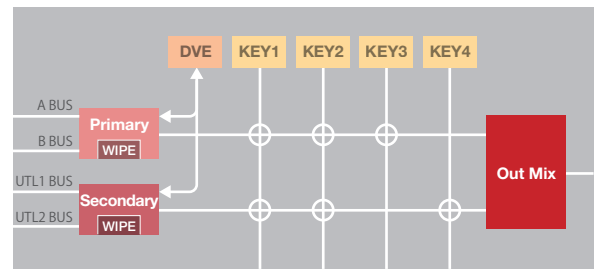 DVE KEY1 KEY2 KEY3 KEY4
A BUS
Primary
B BUS
WIPE
Out Mix
UTL1 BUS
Secondary
UTL2 BUS
WIPE